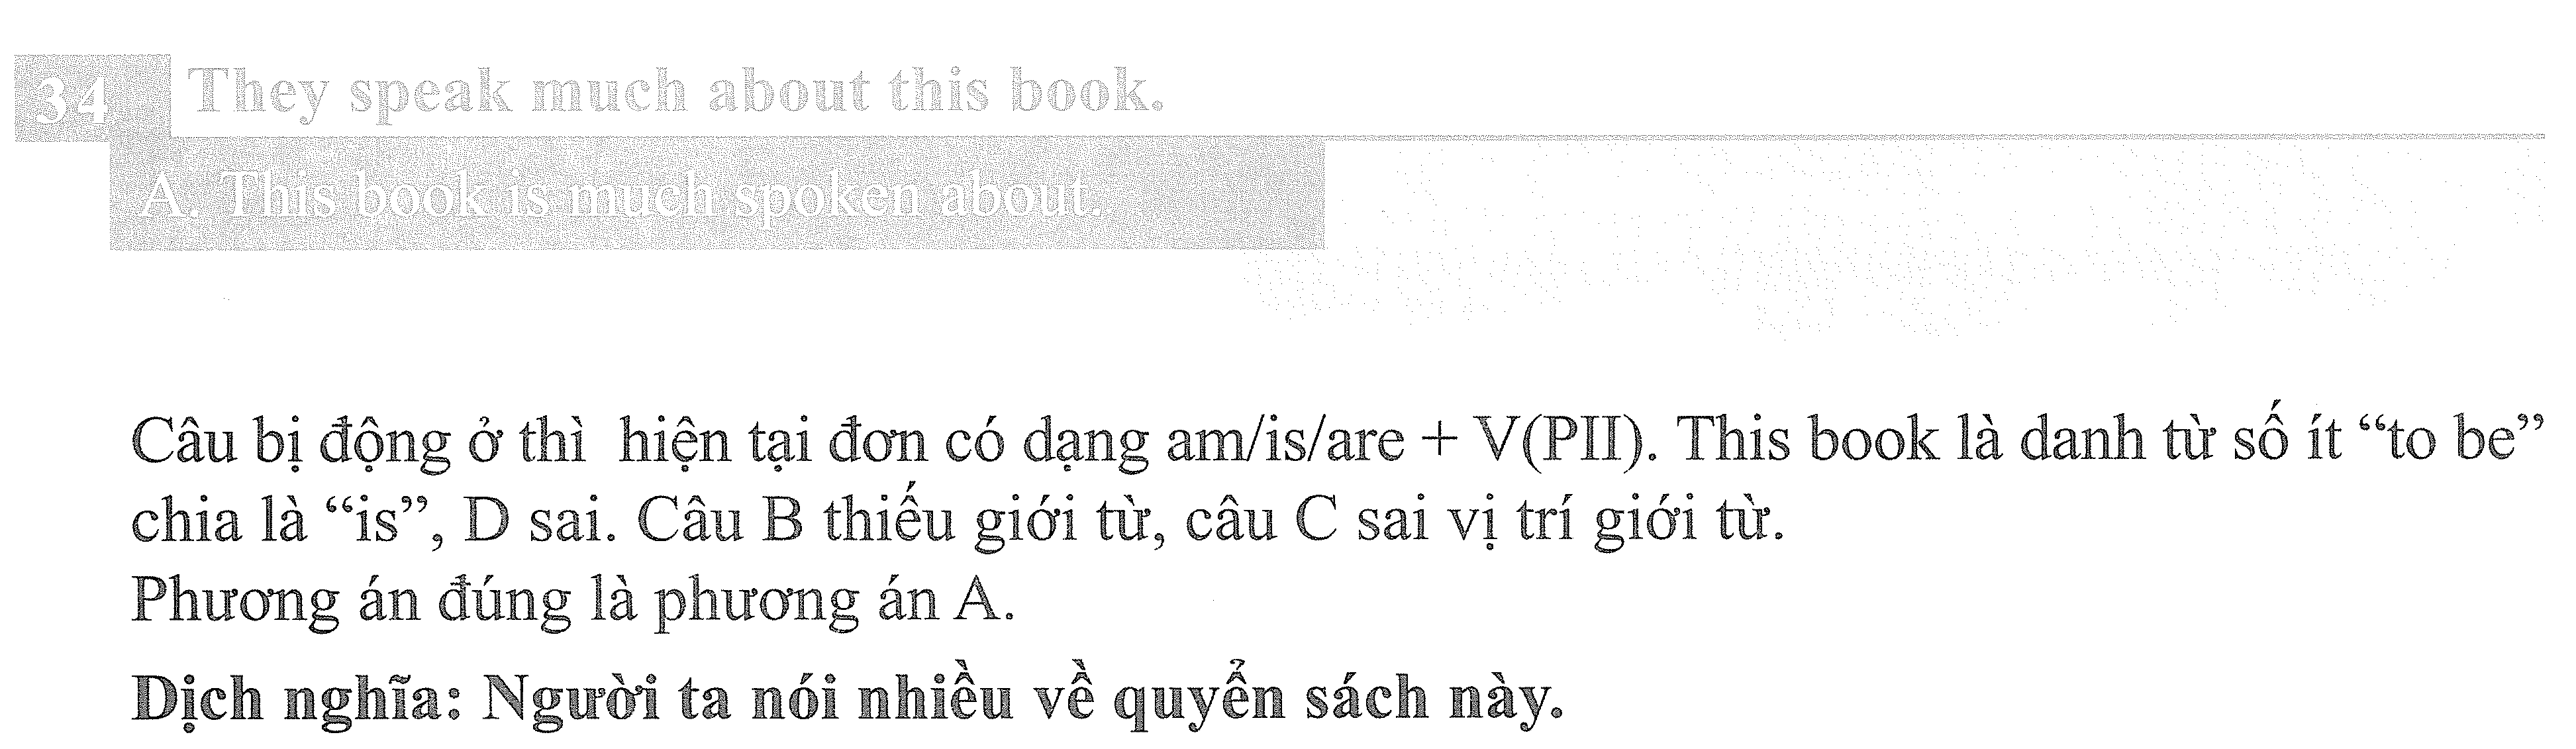 34 They speak much about this book.
A. This book is much spoken about.
Câu bị động ở thì hiện tại đơn có dạng am/is/are + V(PII). This book là danh từ số ít “to be”
chia là “is”, D sai. Câu B thiếu giới từ, câu C sai vị trí giới từ.
Phương án đúng là phương án A.
Dịch nghĩa: Người ta nói nhiều về quyển sách này.